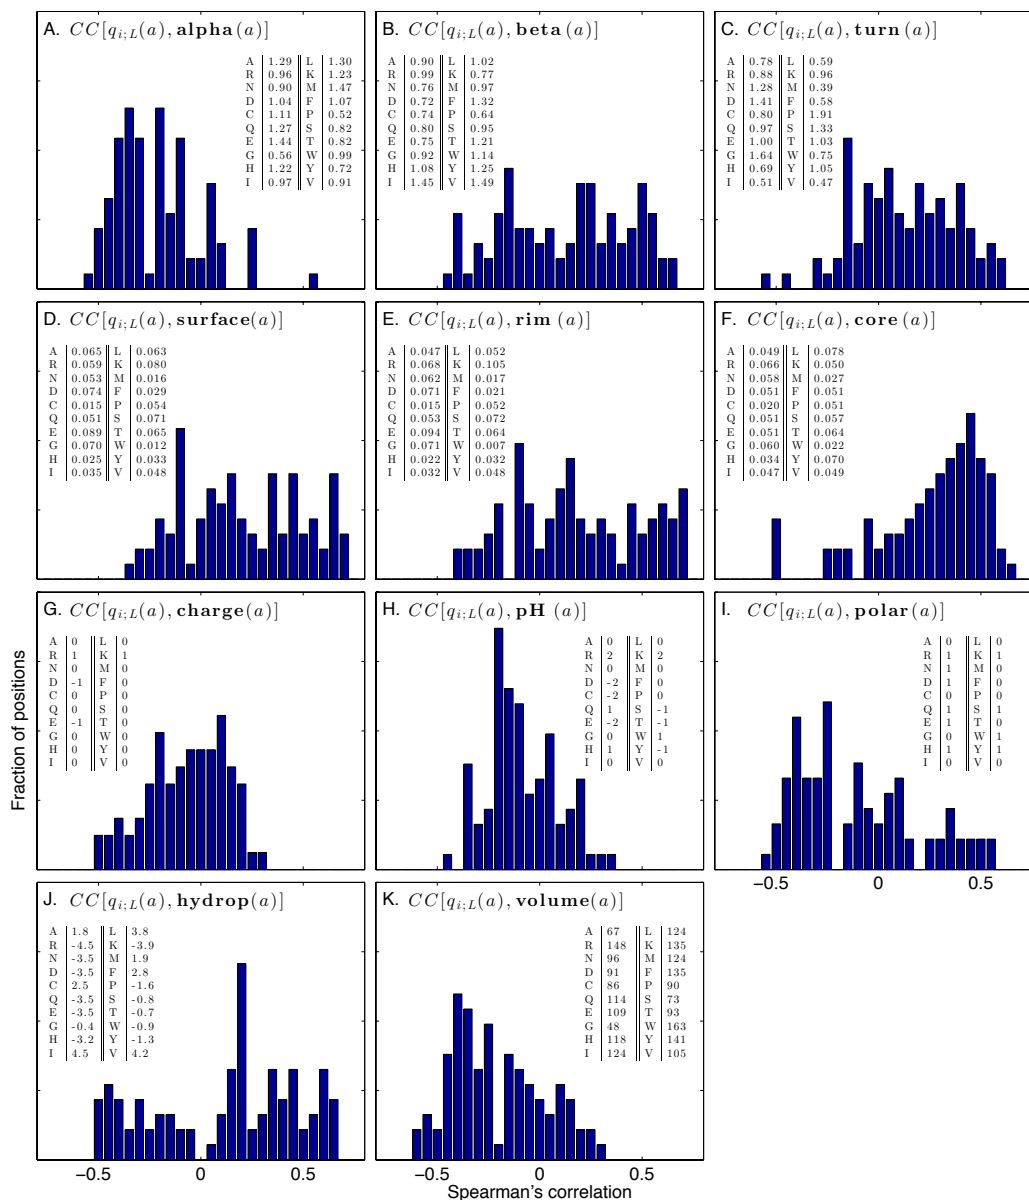 A. CC[q_{i;L}(a), alpha(a)]
A 1.29 L 1.30
R 0.96 K 1.23
N 0.90 M 1.47
D 1.04 F 1.07
C 1.11 P 0.52
Q 1.27 S 0.82
E 1.44 T 0.82
G 0.56 W 0.99
H 1.22 Y 0.72
I 0.97 V 0.91
B. CC[q_{i;L}(a), beta (a)]
A 0.90 L 1.02
R 0.99 K 0.77
N 0.76 M 0.97
D 0.72 F 1.32
C 0.74 P 0.64
Q 0.80 S 0.95
E 0.75 T 1.21
G 0.92 W 1.14
H 1.08 Y 1.25
I 1.45 V 1.49
C. CC[q_{i;L}(a), turn (a)]
A 0.78 L 0.59
R 0.88 K 0.96
N 1.28 M 0.39
D 1.41 F 0.58
C 0.80 P 1.91
Q 0.97 S 1.33
E 1.00 T 1.03
G 1.64 W 0.75
H 0.69 Y 1.05
I 0.51 V 0.47
D. CC[q_{i;L}(a), surface(a)]
A 0.065 L 0.063
R 0.059 K 0.080
N 0.053 M 0.016
D 0.074 F 0.029
C 0.015 P 0.054
Q 0.051 S 0.071
E 0.089 T 0.065
G 0.070 W 0.012
H 0.025 Y 0.033
I 0.035 V 0.048
E. CC[q_{i;L}(a), rim (a)]
A 0.047 L 0.052
R 0.068 K 0.105
N 0.062 M 0.017
D 0.071 F 0.021
C 0.015 P 0.052
Q 0.053 S 0.072
E 0.094 T 0.064
G 0.071 W 0.007
H 0.022 Y 0.032
I 0.032 V 0.048
F. CC[q_{i;L}(a), core (a)]
A 0.049 L 0.078
R 0.066 K 0.050
N 0.058 M 0.027
D 0.051 F 0.051
C 0.020 P 0.051
Q 0.051 S 0.057
E 0.051 T 0.064
G 0.060 W 0.022
H 0.034 Y 0.070
I 0.047 V 0.049
G. CC[q_{i;L}(a), charge(a)]
A 0 L 0
R 1 K 1
N 0 M 0
D -1 F 0
C 0 P 0
Q 0 S 0
E -1 T 0
G 0 W 0
H 0 Y 0
I 0 V 0
H. CC[q_{i;L}(a), pH (a)]
A 0 L 0
R 2 K 2
N 0 M 0
D -2 F 0
C -2 P 0
Q 1 S -1
E -2 T -1
G 0 W 1
H 1 Y -1
I 0 V 0
I. CC[q_{i;L}(a), polar(a)]
A 0 L 0
R 1 K 1
N 1 M 0
D 1 F 0
C 0 P 0
Q 1 S 1
E 1 T 0
G 0 W 1
H 1 Y 1
I 0 V 0
−0.5 0 0.5
J. CC[q_{i;L}(a), hydrop(a)]
A 1.8 L 3.8
R -4.5 K -3.9
N -3.5 M 1.9
D -3.5 F 2.8
C 2.5 P -1.6
Q -3.5 S -0.8
E -3.5 T -0.7
G -0.4 W -0.9
H -3.2 Y -1.3
I 4.5 V 4.2
−0.5 0 0.5
K. CC[q_{i;L}(a), volume(a)]
A 67 L 124
R 148 K 135
N 96 M 124
D 91 F 135
C 86 P 90
Q 114 S 73
E 109 T 93
G 48 W 163
H 118 Y 141
I 124 V 105
−0.5 0 0.5
Fraction of positions
Spearman's correlation